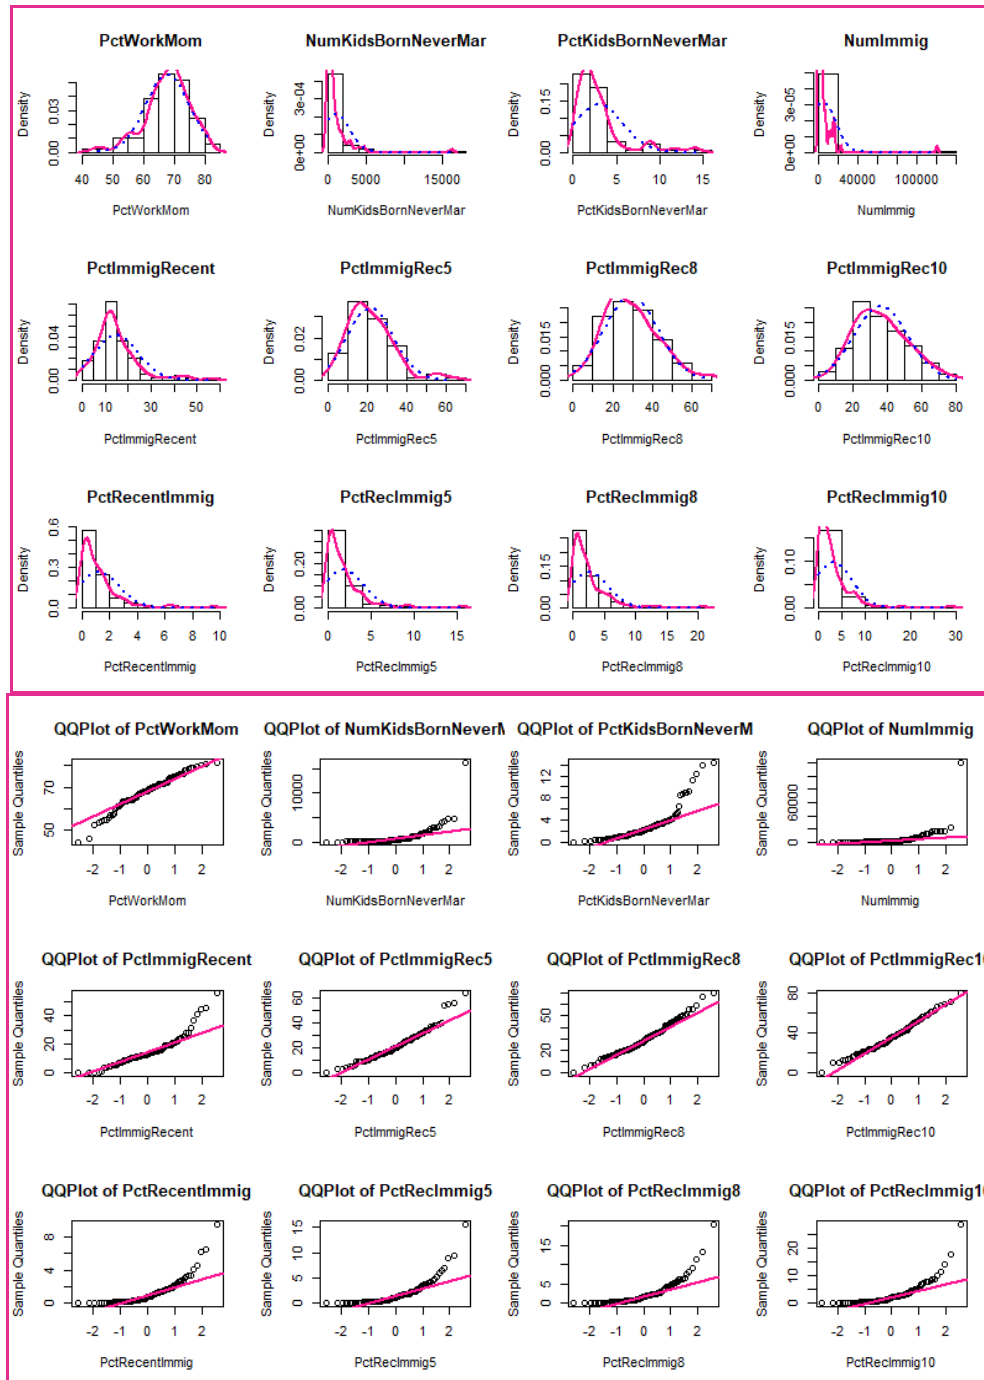 PctWorkMom NumKidsBornNeverMar PctKidsBornNeverMar NumImmig
Density Density Density Density
0.00 0.03 0e+00 3e-04 0.00 0.15 0e+00 3e-05
40 50 60 70 80 0 5000 15000 0 5 10 15 0 40000 100000
PctWorkMom NumKidsBornNeverMar PctKidsBornNeverMar NumImmig
PctImmigRecent PctImmigRec5 PctImmigRec8 PctImmigRec10
Density Density Density Density
0.00 0.04 0.00 0.02 0.000 0.015 0.000 0.015
0 10 30 50 0 20 40 60 0 20 40 60 0 20 40 60 80
PctImmigRecent PctImmigRec5 PctImmigRec8 PctImmigRec10
PctRecentImmig PctRecImmig5 PctRecImmig8 PctRecImmig10
Density Density Density Density
0.0 0.3 0.6 0.00 0.20 0.00 0.15 0.00 0.10
0 2 4 6 8 10 0 5 10 15 0 5 10 20 0 5 10 20 30
PctRecentImmig PctRecImmig5 PctRecImmig8 PctRecImmig10
QQPlot of PctWorkMom QQPlot of NumKidsBornNeverM QQPlot of PctKidsBornNeverM QQPlot of NumImmig
Sample Quantiles Sample Quantiles Sample Quantiles Sample Quantiles
50 70 0 10000 0 4 8 12 0 60000
-2 -1 0 1 2 -2 -1 0 1 2 -2 -1 0 1 2 -2 -1 0 1 2
PctWorkMom NumKidsBornNeverMar PctKidsBornNeverMar NumImmig
QQPlot of PctImmigRecent QQPlot of PctImmigRec5 QQPlot of PctImmigRec8 QQPlot of PctImmigRec10
Sample Quantiles Sample Quantiles Sample Quantiles Sample Quantiles
0 20 40 0 20 40 60 0 20 50 0 40 80
-2 -1 0 1 2 -2 -1 0 1 2 -2 -1 0 1 2 -2 -1 0 1 2
PctImmigRecent PctImmigRec5 PctImmigRec8 PctImmigRec10
QQPlot of PctRecentImmig QQPlot of PctRecImmig5 QQPlot of PctRecImmig8 QQPlot of PctRecImmig10
Sample Quantiles Sample Quantiles Sample Quantiles Sample Quantiles
0 4 8 0 5 10 15 0 5 15 0 10 20
-2 -1 0 1 2 -2 -1 0 1 2 -2 -1 0 1 2 -2 -1 0 1 2
PctRecentImmig PctRecImmig5 PctRecImmig8 PctRecImmig10